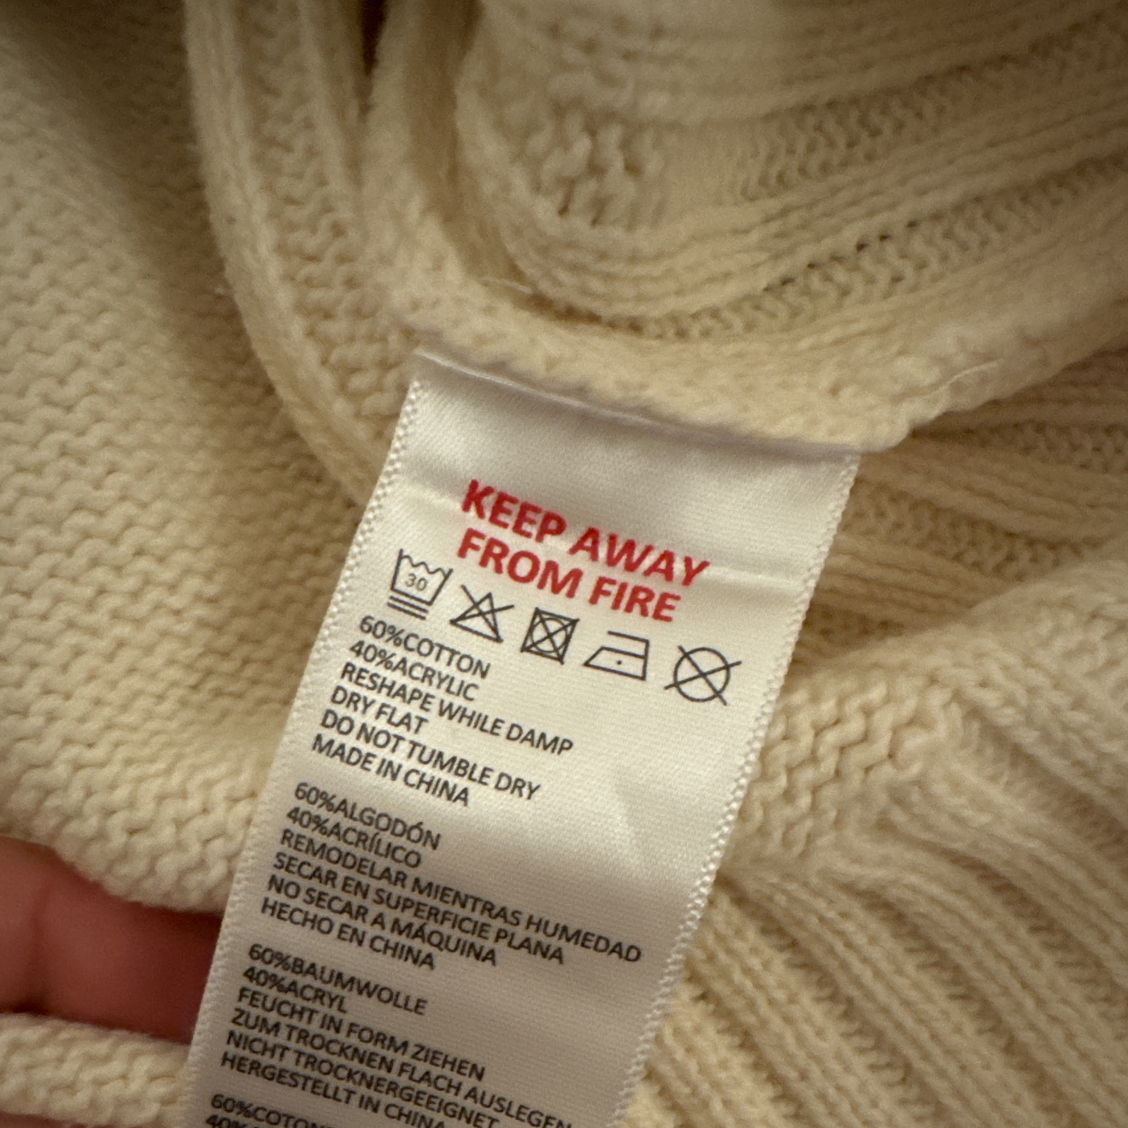 KEEP AWAY
FROM FIRE
30
60%COTTON
40%ACRYLIC
RESHAPE WHILE DAMP
DRY FLAT
DO NOT TUMBLE DRY
MADE IN CHINA
60%ALGODÓN
40%ACRÍLICO
REMODELAR MIENTRAS HUMEDAD
SECAR EN SUPERFICIE PLANA
NO SECAR A MÁQUINA
HECHO EN CHINA
60%BAUMWOLLE
40%ACRYL
FEUCHT IN FORM ZIEHEN
ZUM TROCKNEN FLACH AUSLEGEN
NICHT TROCKNERGEEIGNET
HERGESTELLT IN CHINA